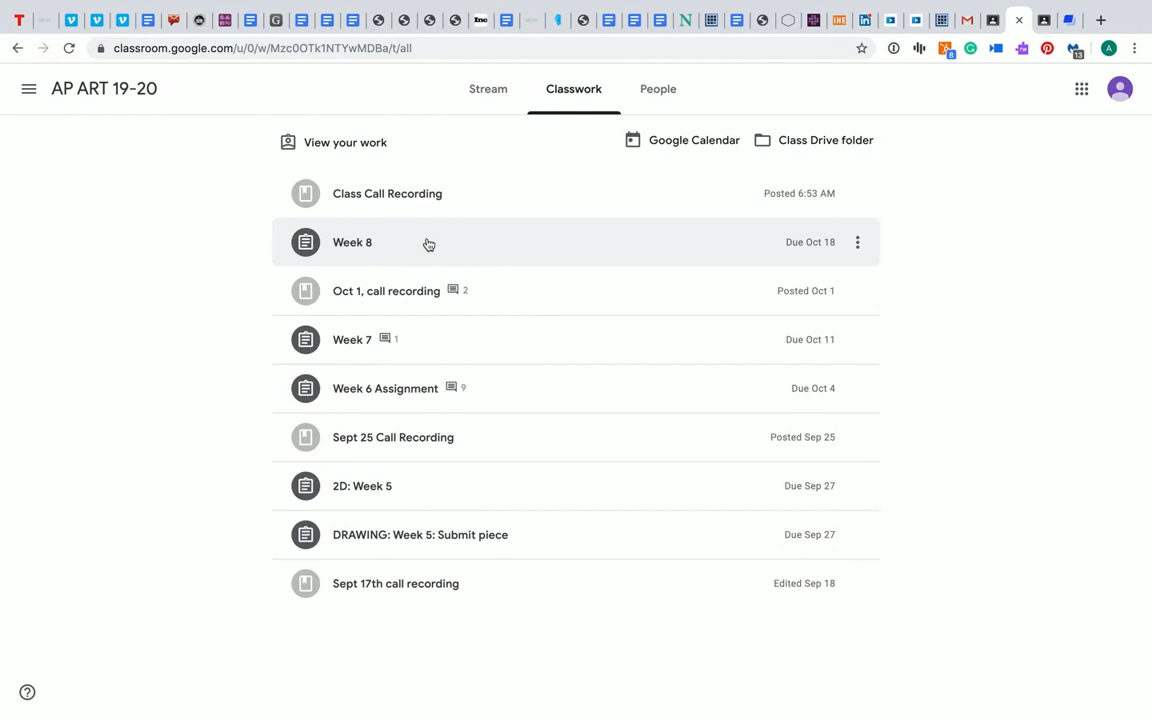 Inc
N
IHE
classroom.google.com/u/0/w/Mzc0OTk1NTYwMDBa/t/all
8
13
A
AP ART 19-20
Stream
Classwork
People
View your work
Google Calendar
Class Drive folder
Class Call Recording
Posted 6:53 AM
Week 8
Due Oct 18
Oct 1, call recording 2
Posted Oct 1
Week 7 1
Due Oct 11
Week 6 Assignment 9
Due Oct 4
Sept 25 Call Recording
Posted Sep 25
2D: Week 5
Due Sep 27
DRAWING: Week 5: Submit piece
Due Sep 27
Sept 17th call recording
Edited Sep 18